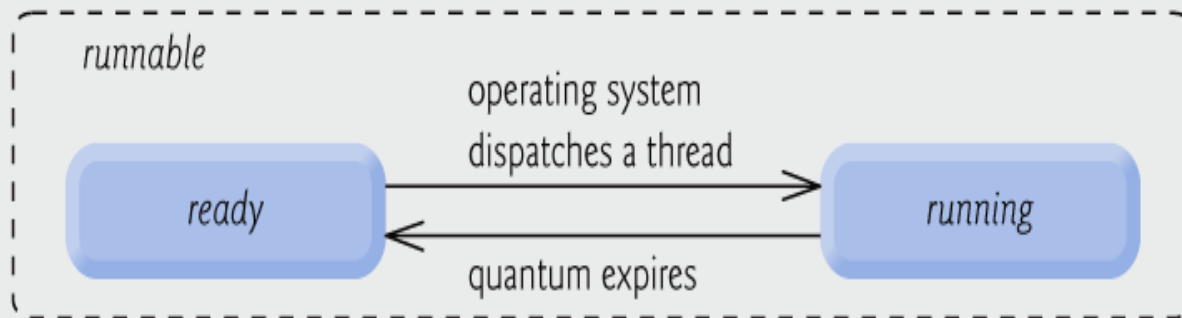 runnable
operating system
dispatches a thread
ready
running
quantum expires